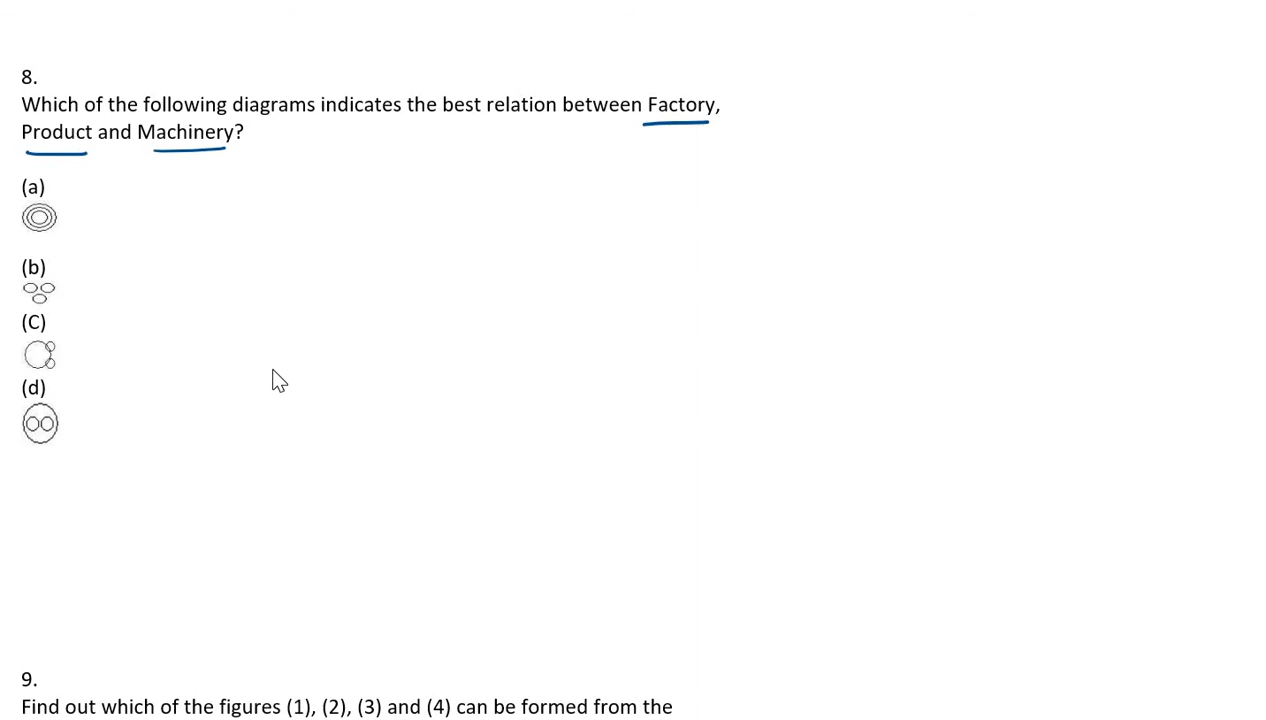 8.
Which of the following diagrams indicates the best relation between Factory,
Product and Machinery?
(a)
(b)
(C)
(d)
9.
Find out which of the figures (1), (2), (3) and (4) can be formed from the